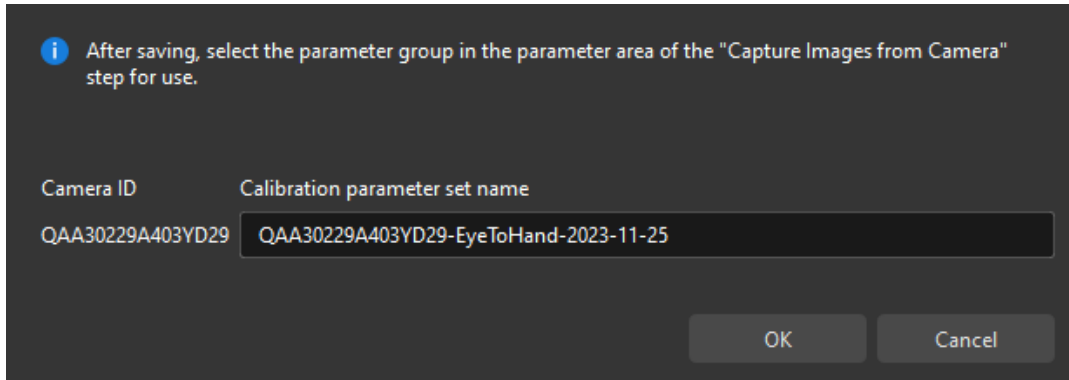 After saving, select the parameter group in the parameter area of the "Capture Images from Camera"
step for use.
Camera ID Calibration parameter set name
QAA30229A403YD29 QAA30229A403YD29-EyeToHand-2023-11-25
OK Cancel